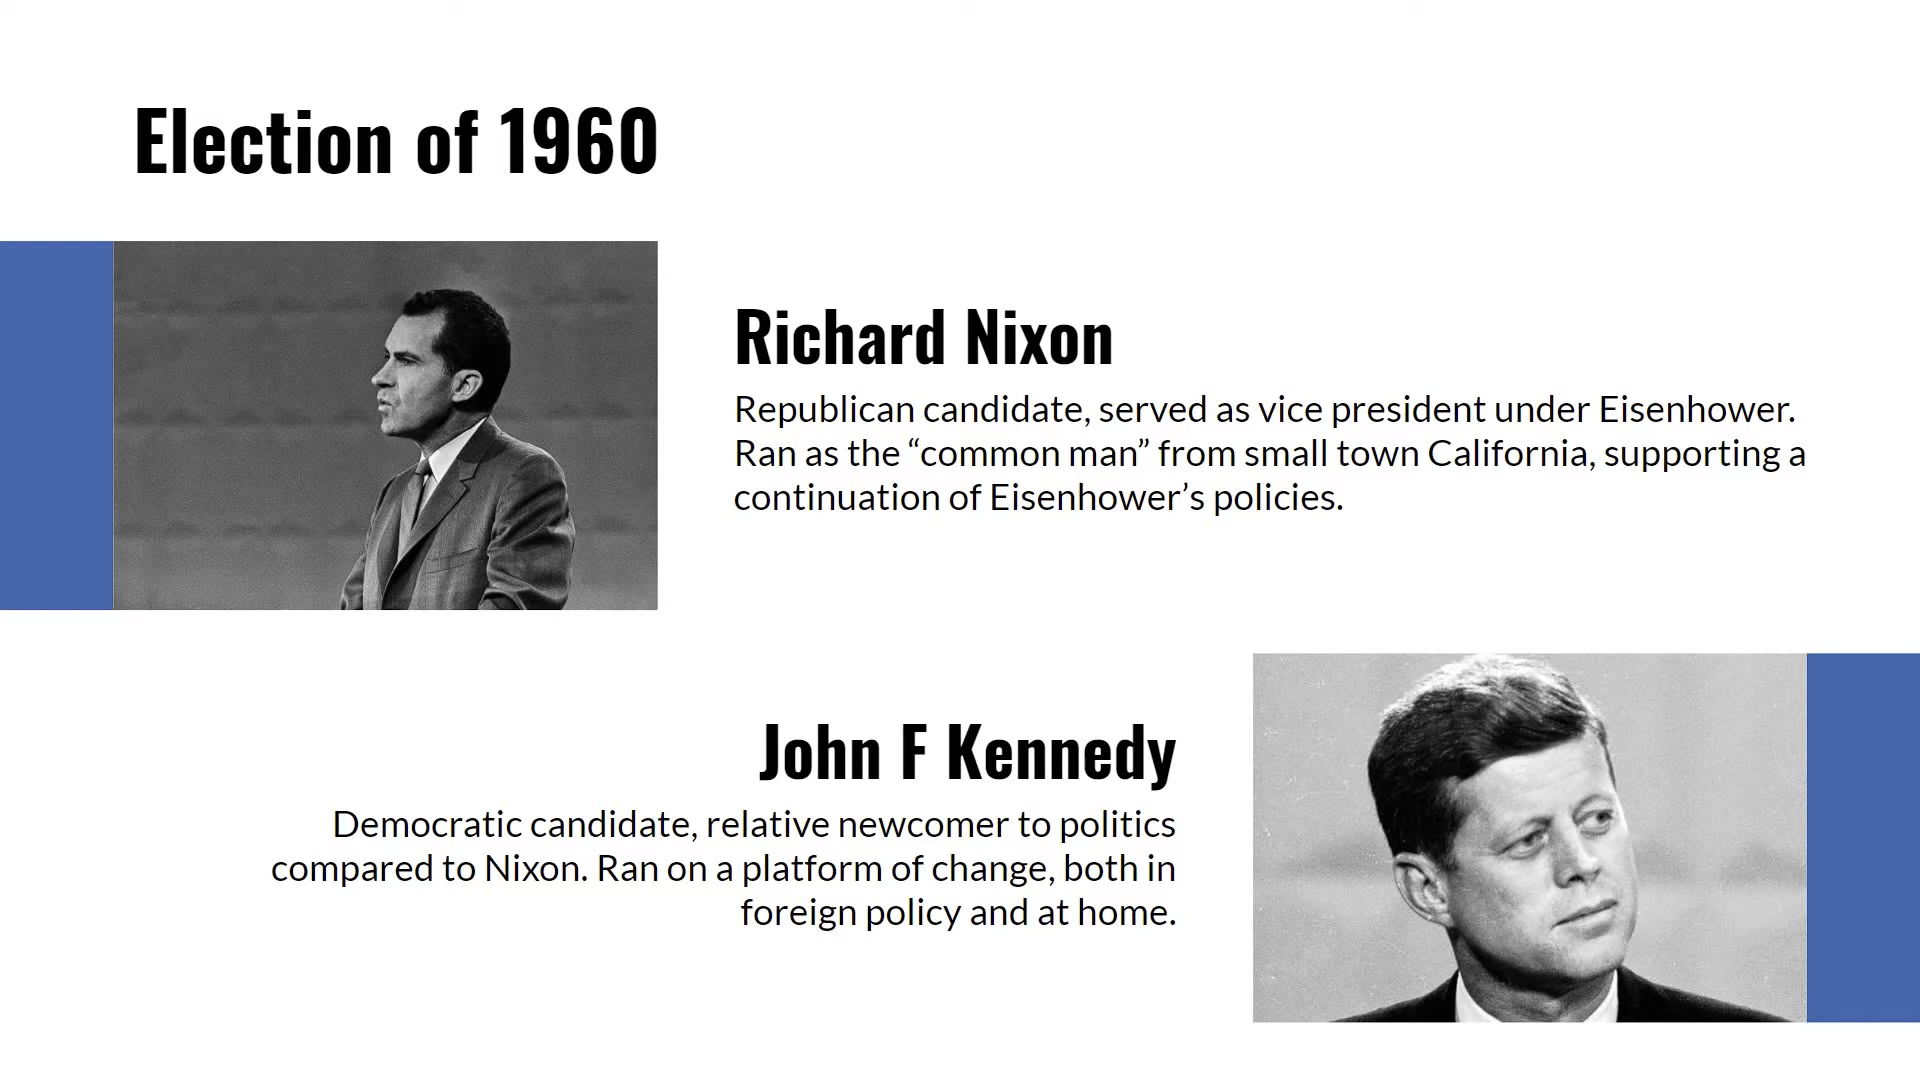 Election of 1960
Richard Nixon
Republican candidate, served as vice president under Eisenhower.
Ran as the “common man” from small town California, supporting a
continuation of Eisenhower’s policies.
John F Kennedy
Democratic candidate, relative newcomer to politics
compared to Nixon. Ran on a platform of change, both in
foreign policy and at home.